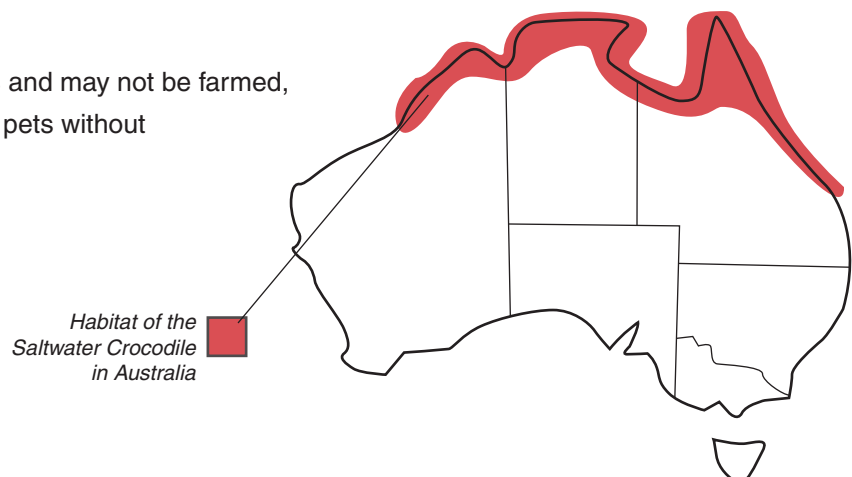 and may not be farmed,
pets without
Habitat of the
Saltwater Crocodile
in Australia